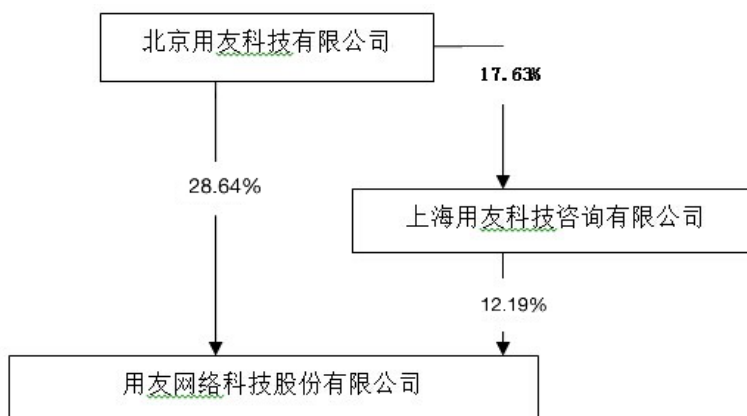 北京用友科技有限公司
17.63%
28.64%
上海用友科技咨询有限公司
12.19%
用友网络科技股份有限公司